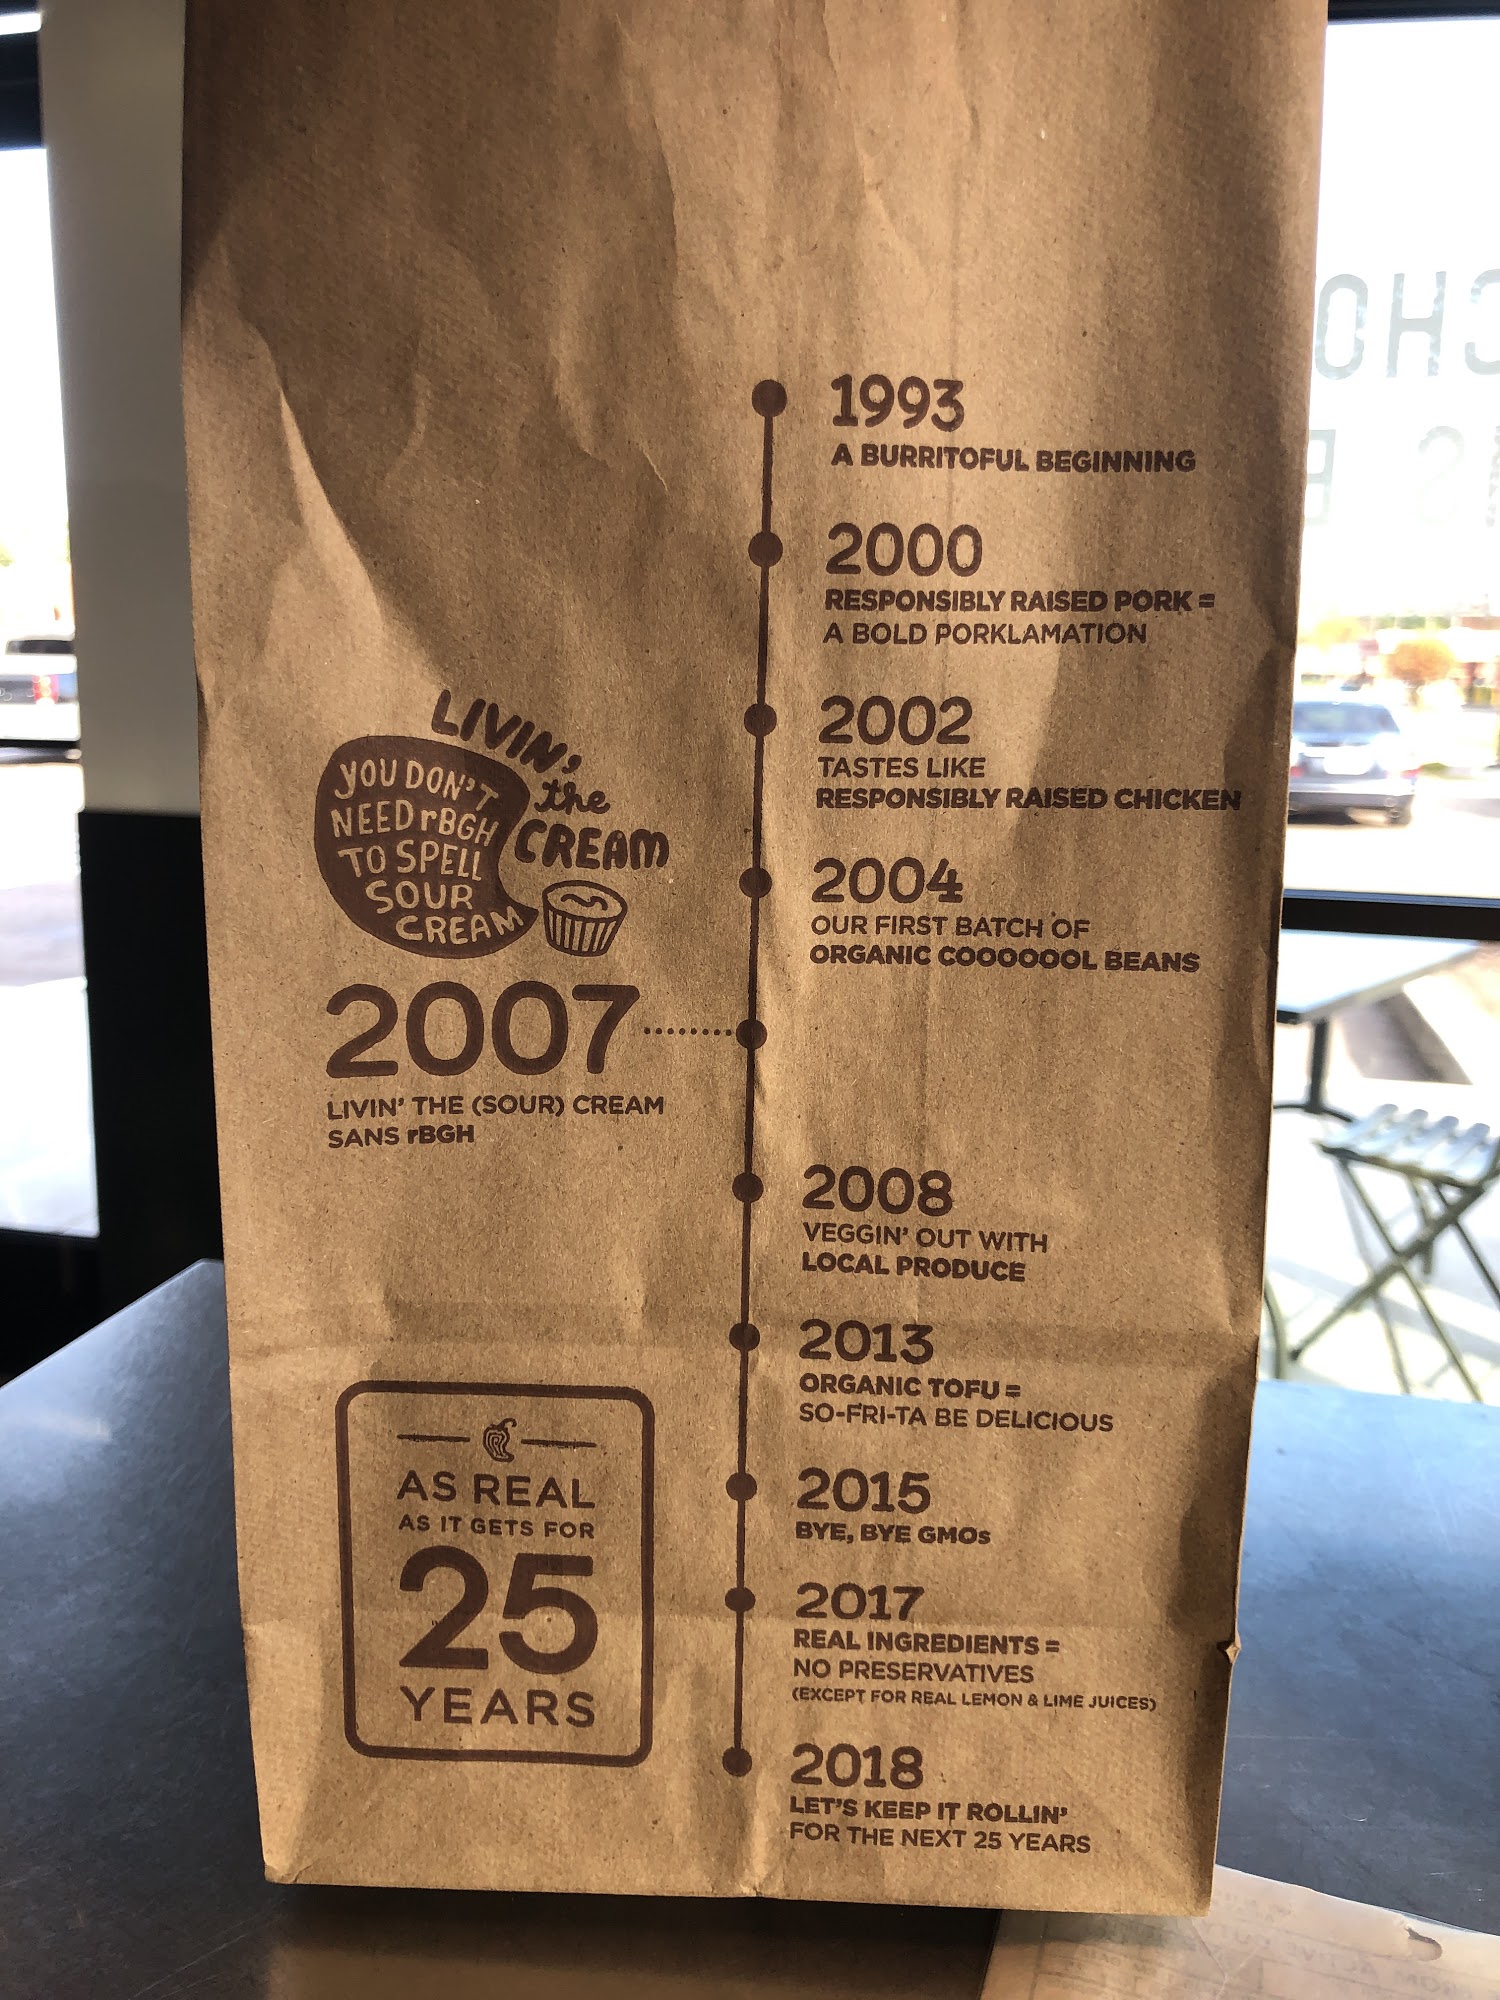 1993
A BURRITOFUL BEGINNING
2000
RESPONSIBLY RAISED PORK =
A BOLD PORKLAMATION
2002
TASTES LIKE
RESPONSIBLY RAISED CHICKEN
2004
OUR FIRST BATCH OF
ORGANIC COOOOOOL BEANS
LIVIN'
the
CREAM
YOU DON'T
NEED rBGH
TO SPELL
SOUR
CREAM
2007
LIVIN' THE (SOUR) CREAM
SANS rBGH
2008
VEGGIN' OUT WITH
LOCAL PRODUCE
2013
ORGANIC TOFU =
SO-FRI-TA BE DELICIOUS
2015
BYE, BYE GMOs
2017
REAL INGREDIENTS =
NO PRESERVATIVES
(EXCEPT FOR REAL LEMON & LIME JUICES)
2018
LET'S KEEP IT ROLLIN'
FOR THE NEXT 25 YEARS
AS REAL
AS IT GETS FOR
25
YEARS